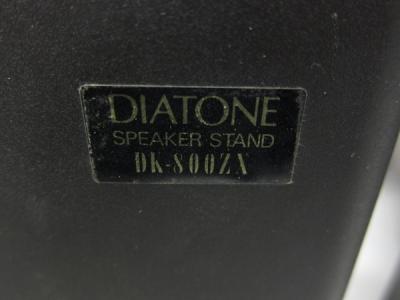 DIATONE
SPEAKER STAND
DK-800ZX